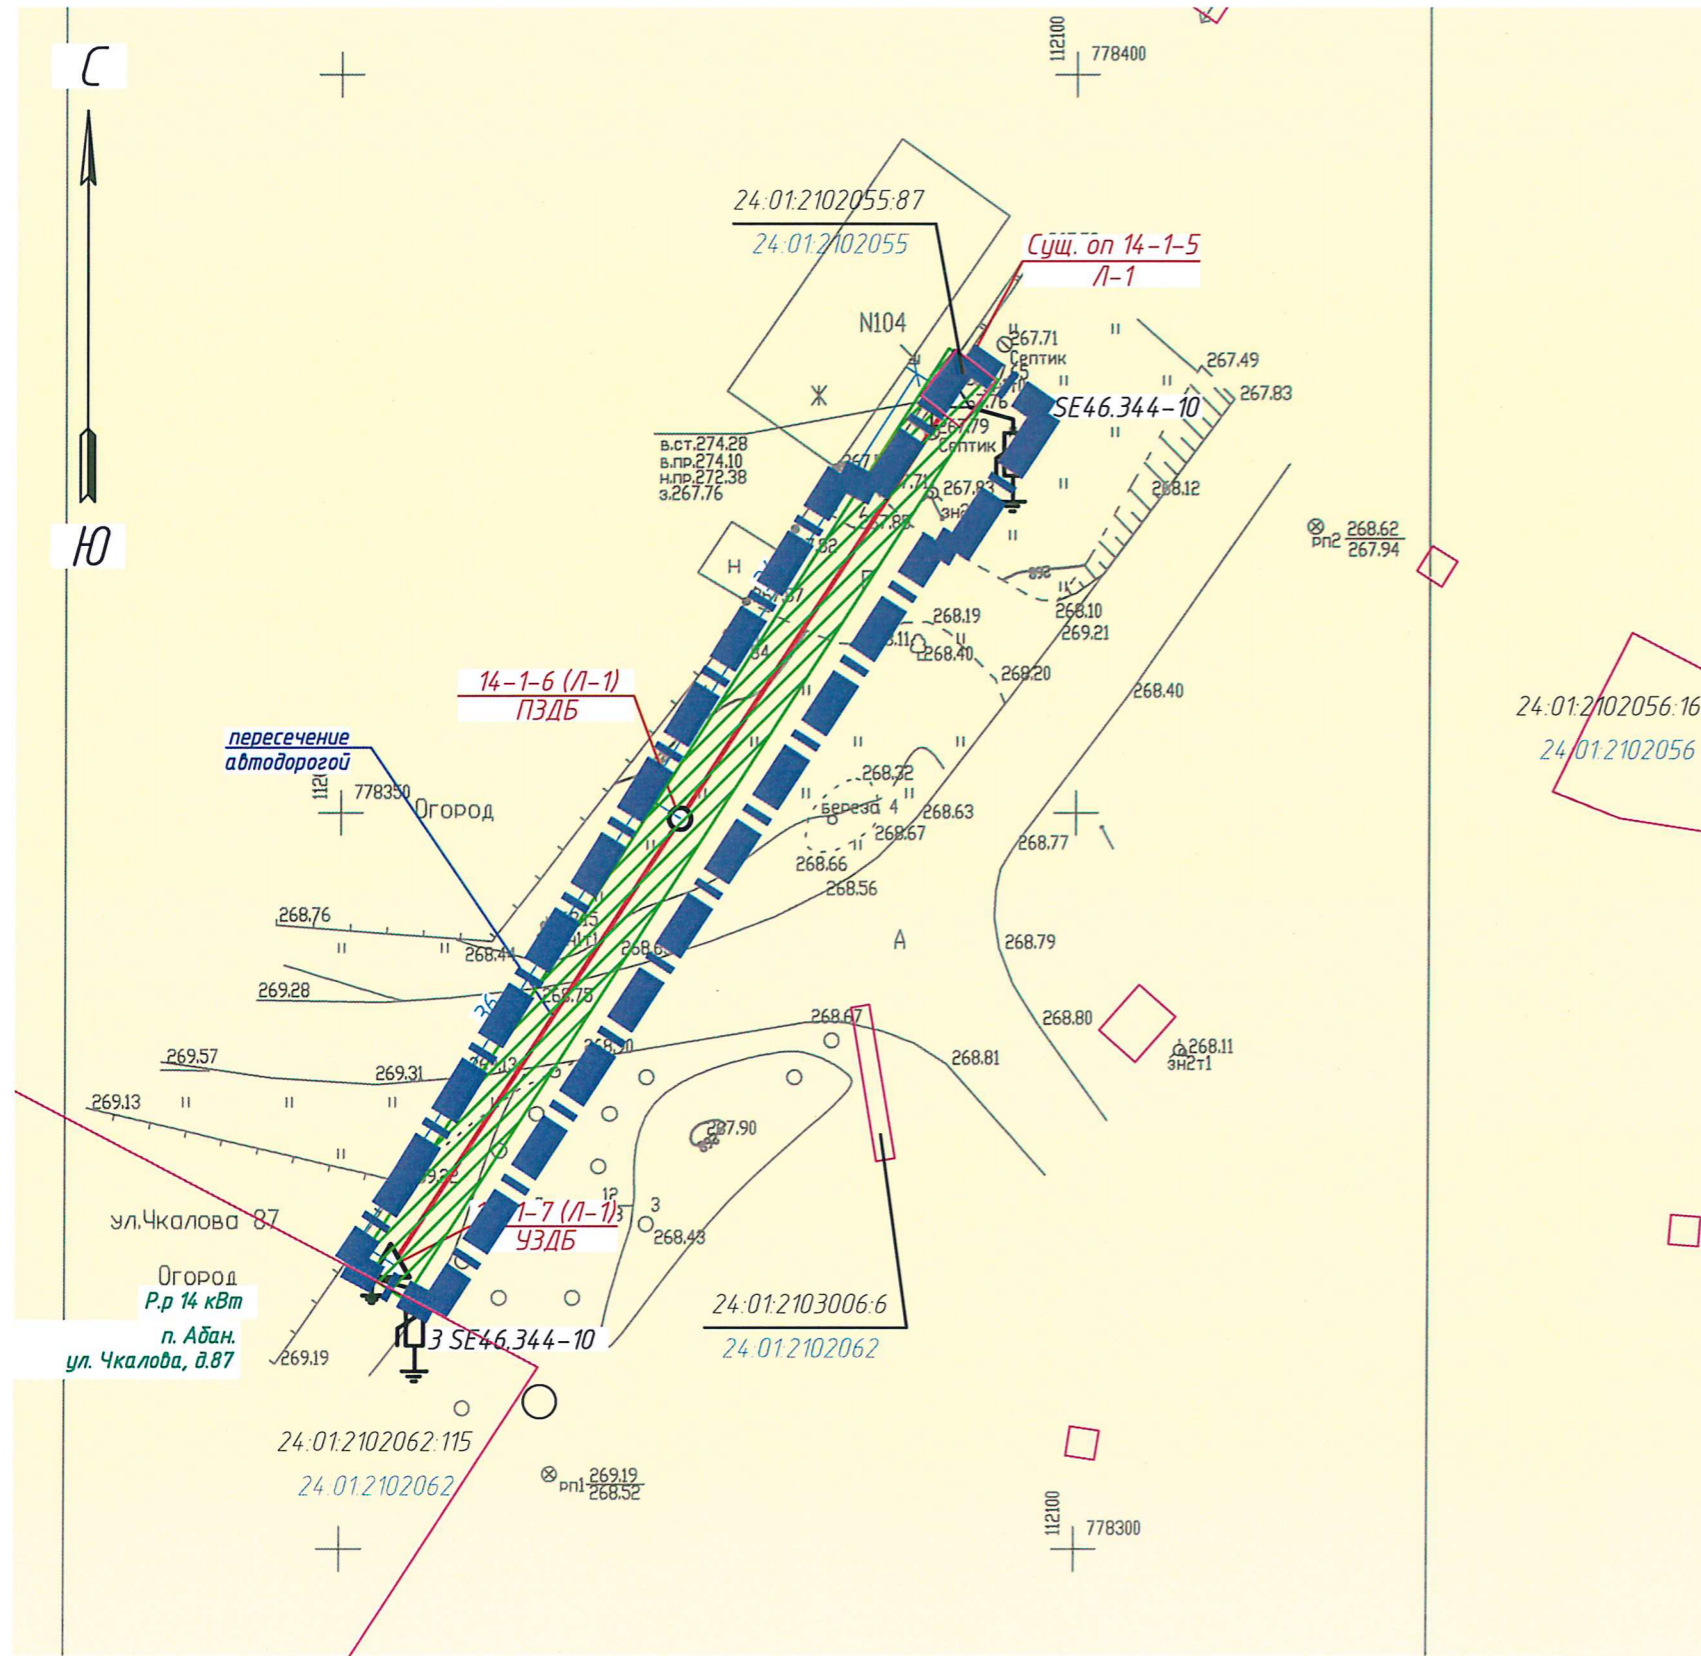 С
Ю
112100
778400
24:01:2102055:87
24:01:2102055
Сущ. оп 14-1-5
Л-1
N104
267.71
Септик
267.49
267.83
SE46.344-10
Ж
в.ст.274.28
в.пр.274.10
н.пр.272.38
з.267.76
267.79
Септик
267.83
268.12
рп2
268.62
267.94
Н
268.10
269.21
268.19
268.40
268.20
268.40
14-1-6 (Л-1)
ПЗДБ
24:01:2102056:16
24:01:2102056
пересечение
автодорогой
778350
Огород
268.32
береза 4
268.63
268.67
268.66
268.56
268.77
268.76
268.79
А
269.28
36
268.75
268.67
268.80
268.81
268.11
зн2т1
269.57
269.31
269.13
267.90
12
3
268.43
ул.Чкалова 87
1-7 (Л-1)
УЗДБ
Огород
Р.р 14 кВт
п. Абан.
ул. Чкалова, д.87
269.19
З SE46.344-10
24:01:2103006:6
24:01:2102062
24:01:2102062:115
24:01:2102062
рп1
269.19
268.52
112100
778300